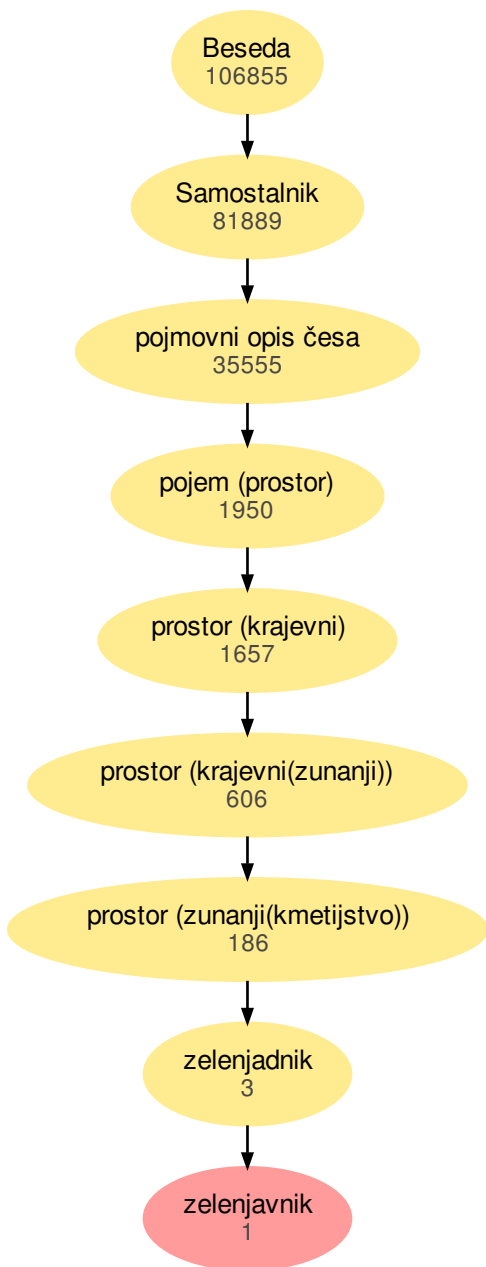 Beseda
106855
Samostalnik
81889
pojmovni opis česa
35555
pojem (prostor)
1950
prostor (krajevni)
1657
prostor (krajevni(zunanji))
606
prostor (zunanji(kmetijstvo))
186
zelenjadnik
3
zelenjavnik
1